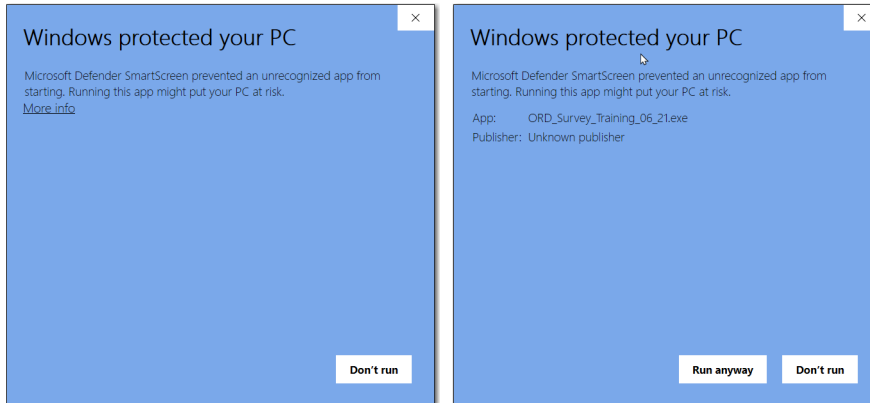 Windows protected your PC
Microsoft Defender SmartScreen prevented an unrecognized app from
starting. Running this app might put your PC at risk.
More info
Don't run
Windows protected your PC
Microsoft Defender SmartScreen prevented an unrecognized app from
starting. Running this app might put your PC at risk.
App: ORD_Survey_Training_06_21.exe
Publisher: Unknown publisher
Run anyway Don't run